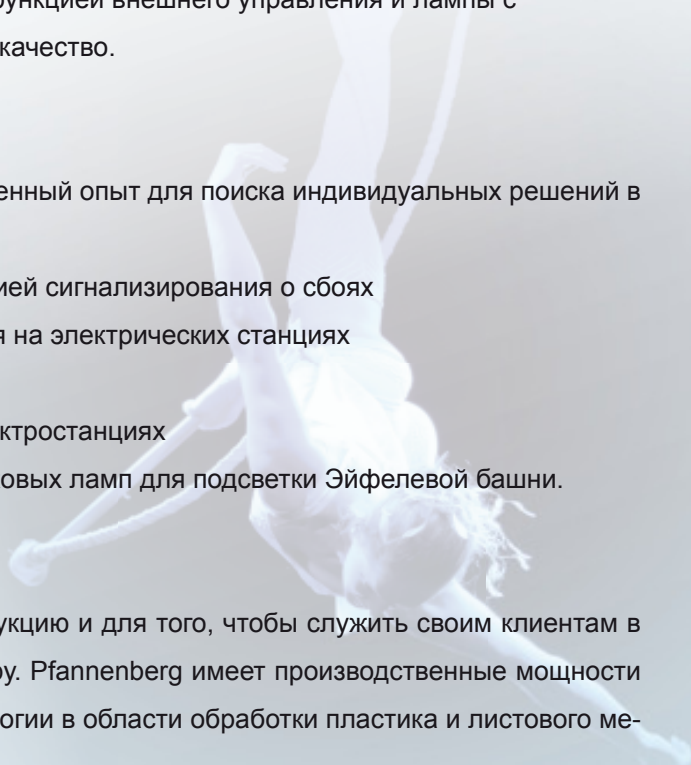 функцией внешнего управления и лампы с
качество.
енный опыт для поиска индивидуальных решений в
ией сигнализирования о сбоях
я на электрических станциях
ктростанциях
овых ламп для подсветки Эйфелевой башни.
укцию и для того, чтобы служить своим клиентам в
ру. Pfannenberg имеет производственные мощности
огии в области обработки пластика и листового ме-